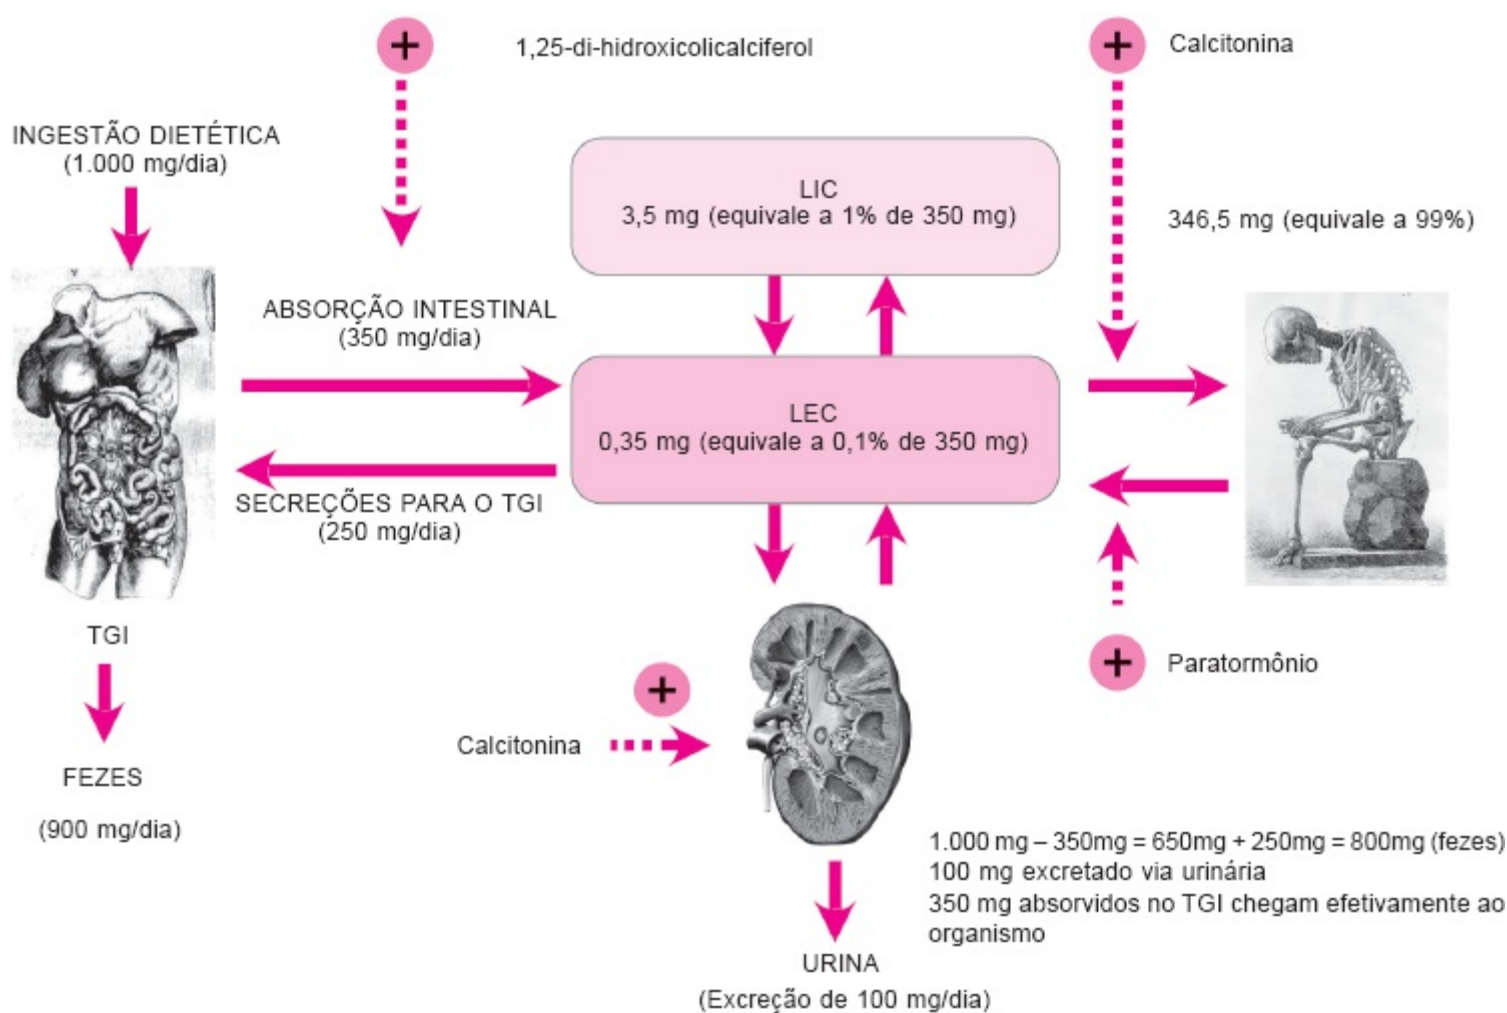 1,25-di-hidroxicolicalciferol
Calcitonina
INGESTÃO DIETÉTICA
(1.000 mg/dia)
LIC
3,5 mg (equivale a 1% de 350 mg)
346,5 mg (equivale a 99%)
ABSORÇÃO INTESTINAL
(350 mg/dia)
LEC
0,35 mg (equivale a 0,1% de 350 mg)
SECREÇÕES PARA O TGI
(250 mg/dia)
TGI
Paratormônio
Calcitonina
FEZES
(900 mg/dia)
1.000 mg – 350mg = 650mg + 250mg = 800mg (fezes)
100 mg excretado via urinária
350 mg absorvidos no TGI chegam efetivamente ao
organismo
URINA
(Excreção de 100 mg/dia)